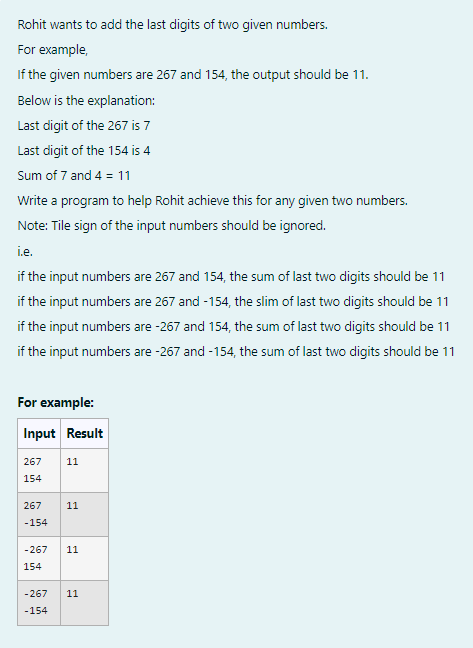 Rohit wants to add the last digits of two given numbers.
For example,
If the given numbers are 267 and 154, the output should be 11.
Below is the explanation:
Last digit of the 267 is 7
Last digit of the 154 is 4
Sum of 7 and 4 = 11
Write a program to help Rohit achieve this for any given two numbers.
Note: Tile sign of the input numbers should be ignored.
i.e.
if the input numbers are 267 and 154, the sum of last two digits should be 11
if the input numbers are 267 and -154, the slim of last two digits should be 11
if the input numbers are -267 and 154, the sum of last two digits should be 11
if the input numbers are -267 and -154, the sum of last two digits should be 11
For example:
Input Result
267 11
154
267 11
-154
-267 11
154
-267 11
-154